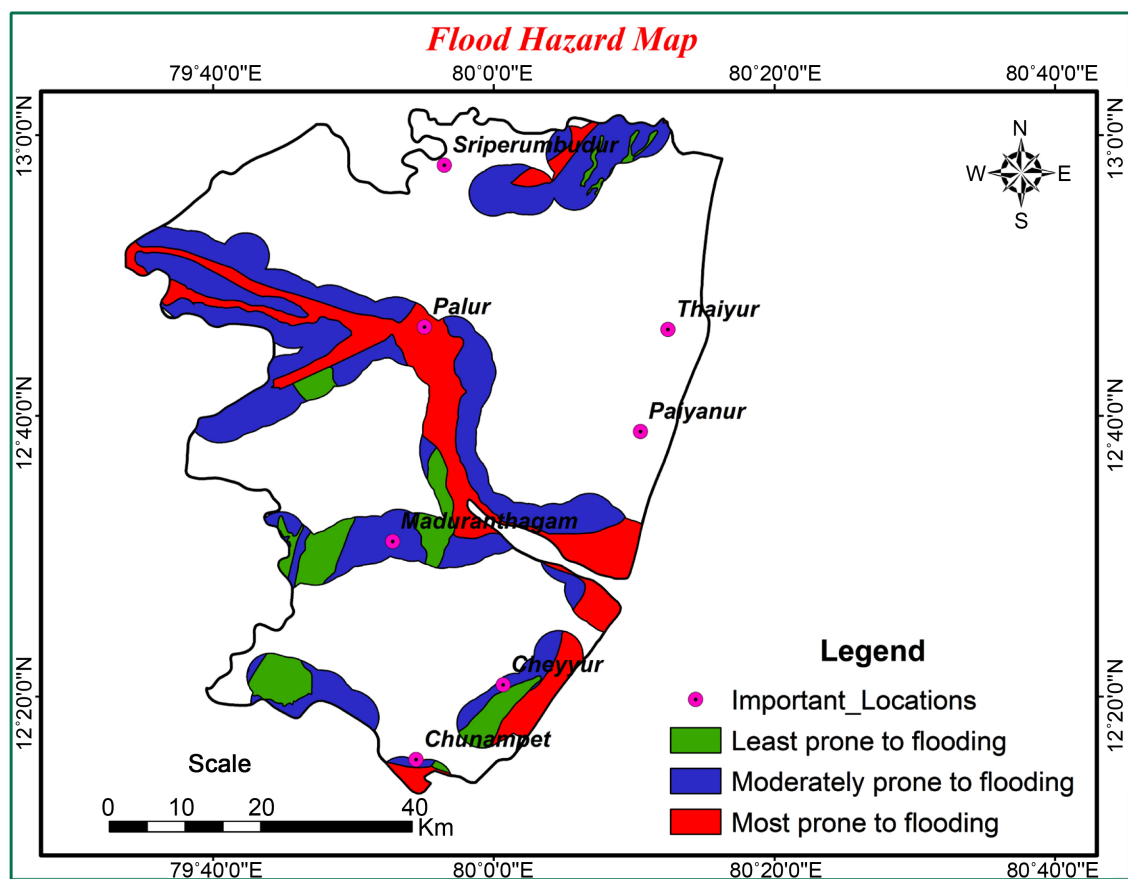 Flood Hazard Map
79°40'0"E 80°0'0"E 80°20'0"E 80°40'0"E
13°0'0"N
13°0'0"N
N
W E
S
Sriperumbudur
Palur
Thaiyur
12°40'0"N
12°40'0"N
Paiyanur
Maduranthagam
Cheyyur
12°20'0"N
12°20'0"N
Chunampet
Legend
Important_Locations
Least prone to flooding
Moderately prone to flooding
Most prone to flooding
Scale
0 10 20 40
Km
79°40'0"E 80°0'0"E 80°20'0"E 80°40'0"E